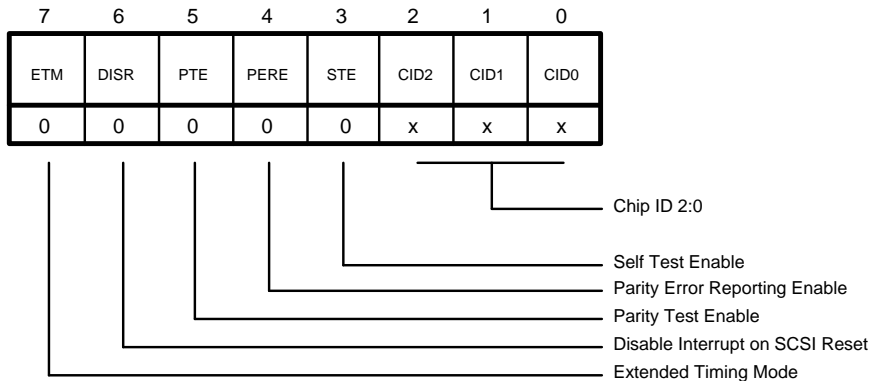 7 6 5 4 3 2 1 0
ETM DISR PTE PERE STE CID2 CID1 CID0
0 0 0 0 0 x x x
Chip ID 2:0
Self Test Enable
Parity Error Reporting Enable
Parity Test Enable
Disable Interrupt on SCSI Reset
Extended Timing Mode